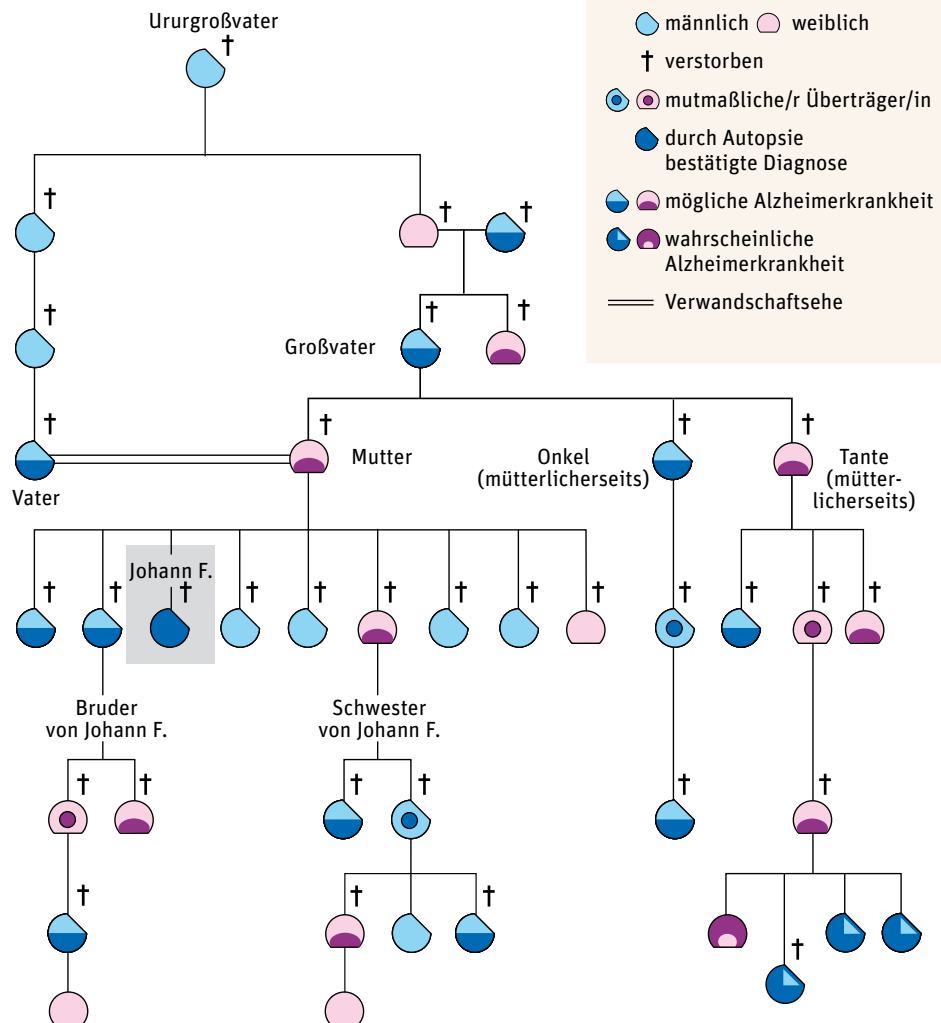 Ururgroßvater
männlich weiblich
verstorben
mutmaßliche/r Überträger/in
durch Autopsie
bestätigte Diagnose
mögliche Alzheimerkrankheit
wahrscheinliche
Alzheimerkrankheit
Verwandschaftsehe
Großvater
Vater
Mutter
Onkel
(mütterlicherseits)
Tante
(mütter-
licherseits)
Johann F.
Bruder
von Johann F.
Schwester
von Johann F.